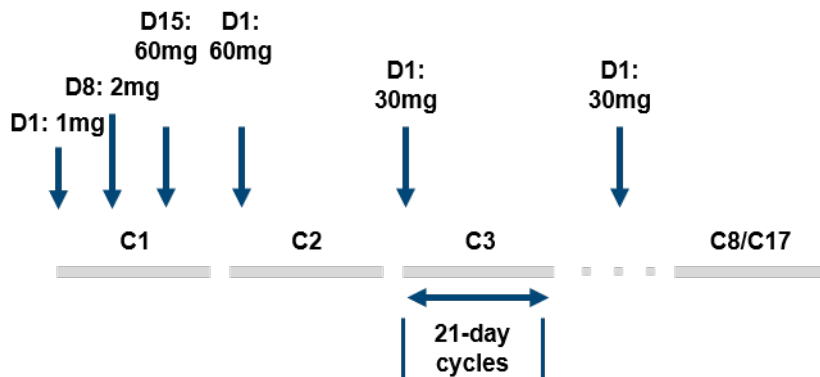 D15:
60mg
D1:
60mg
D8: 2mg
D1: 1mg
D1:
30mg
D1:
30mg
C1
C2
C3
C8/C17
21-day
cycles